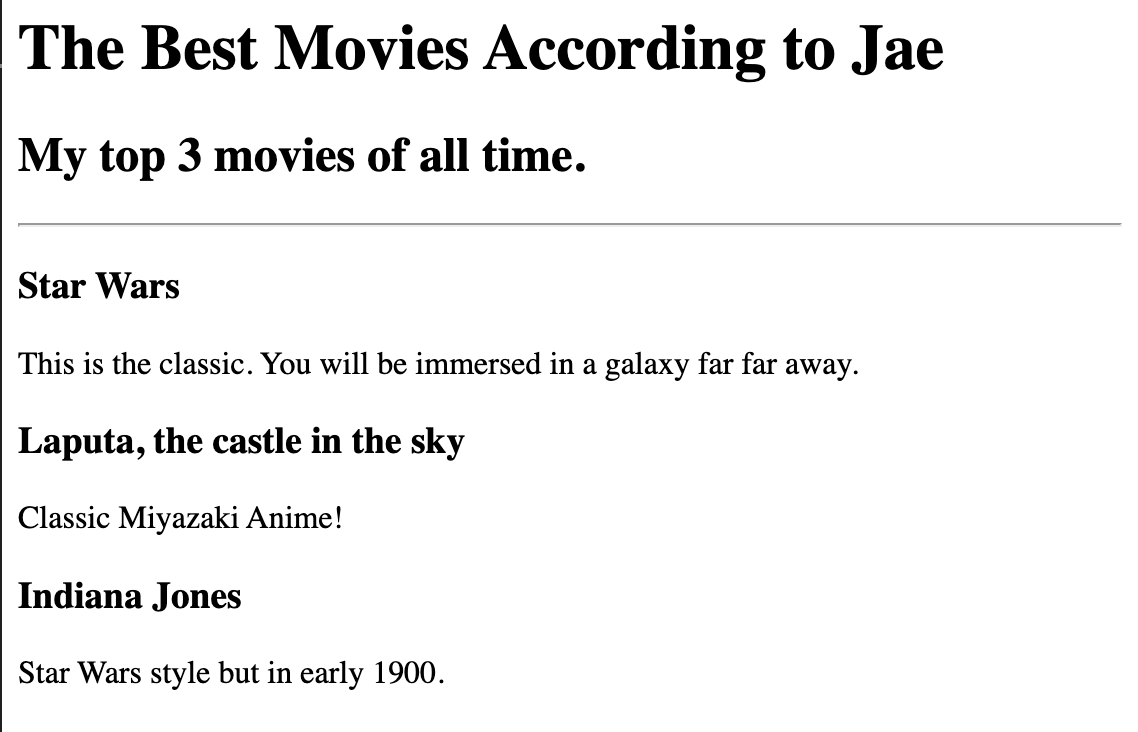 The Best Movies According to Jae
My top 3 movies of all time.
Star Wars
This is the classic. You will be immersed in a galaxy far far away.
Laputa, the castle in the sky
Classic Miyazaki Anime!
Indiana Jones
Star Wars style but in early 1900.